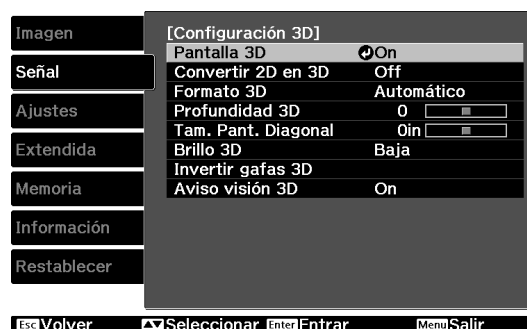 Imagen
Señal
Ajustes
Extendida
Memoria
Información
Restablecer
[Configuración 3D]
Pantalla 3D On
Convertir 2D en 3D Off
Formato 3D Automático
Profundidad 3D 0
Tam. Pant. Diagonal 0in
Brillo 3D Baja
Invertir gafas 3D
Aviso visión 3D On
Esc Volver Seleccionar Enter Entrar Menu Salir